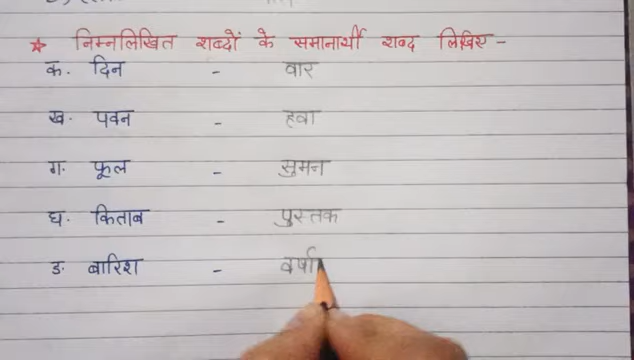 ★ निम्नलिखित शब्दों के समानार्थी शब्द लिखिए -
क. दिन - वार
ख. पवन - हवा
ग. फूल - सुमन
घ. किताब - पुस्तक
ङ. बारिश - वर्षा